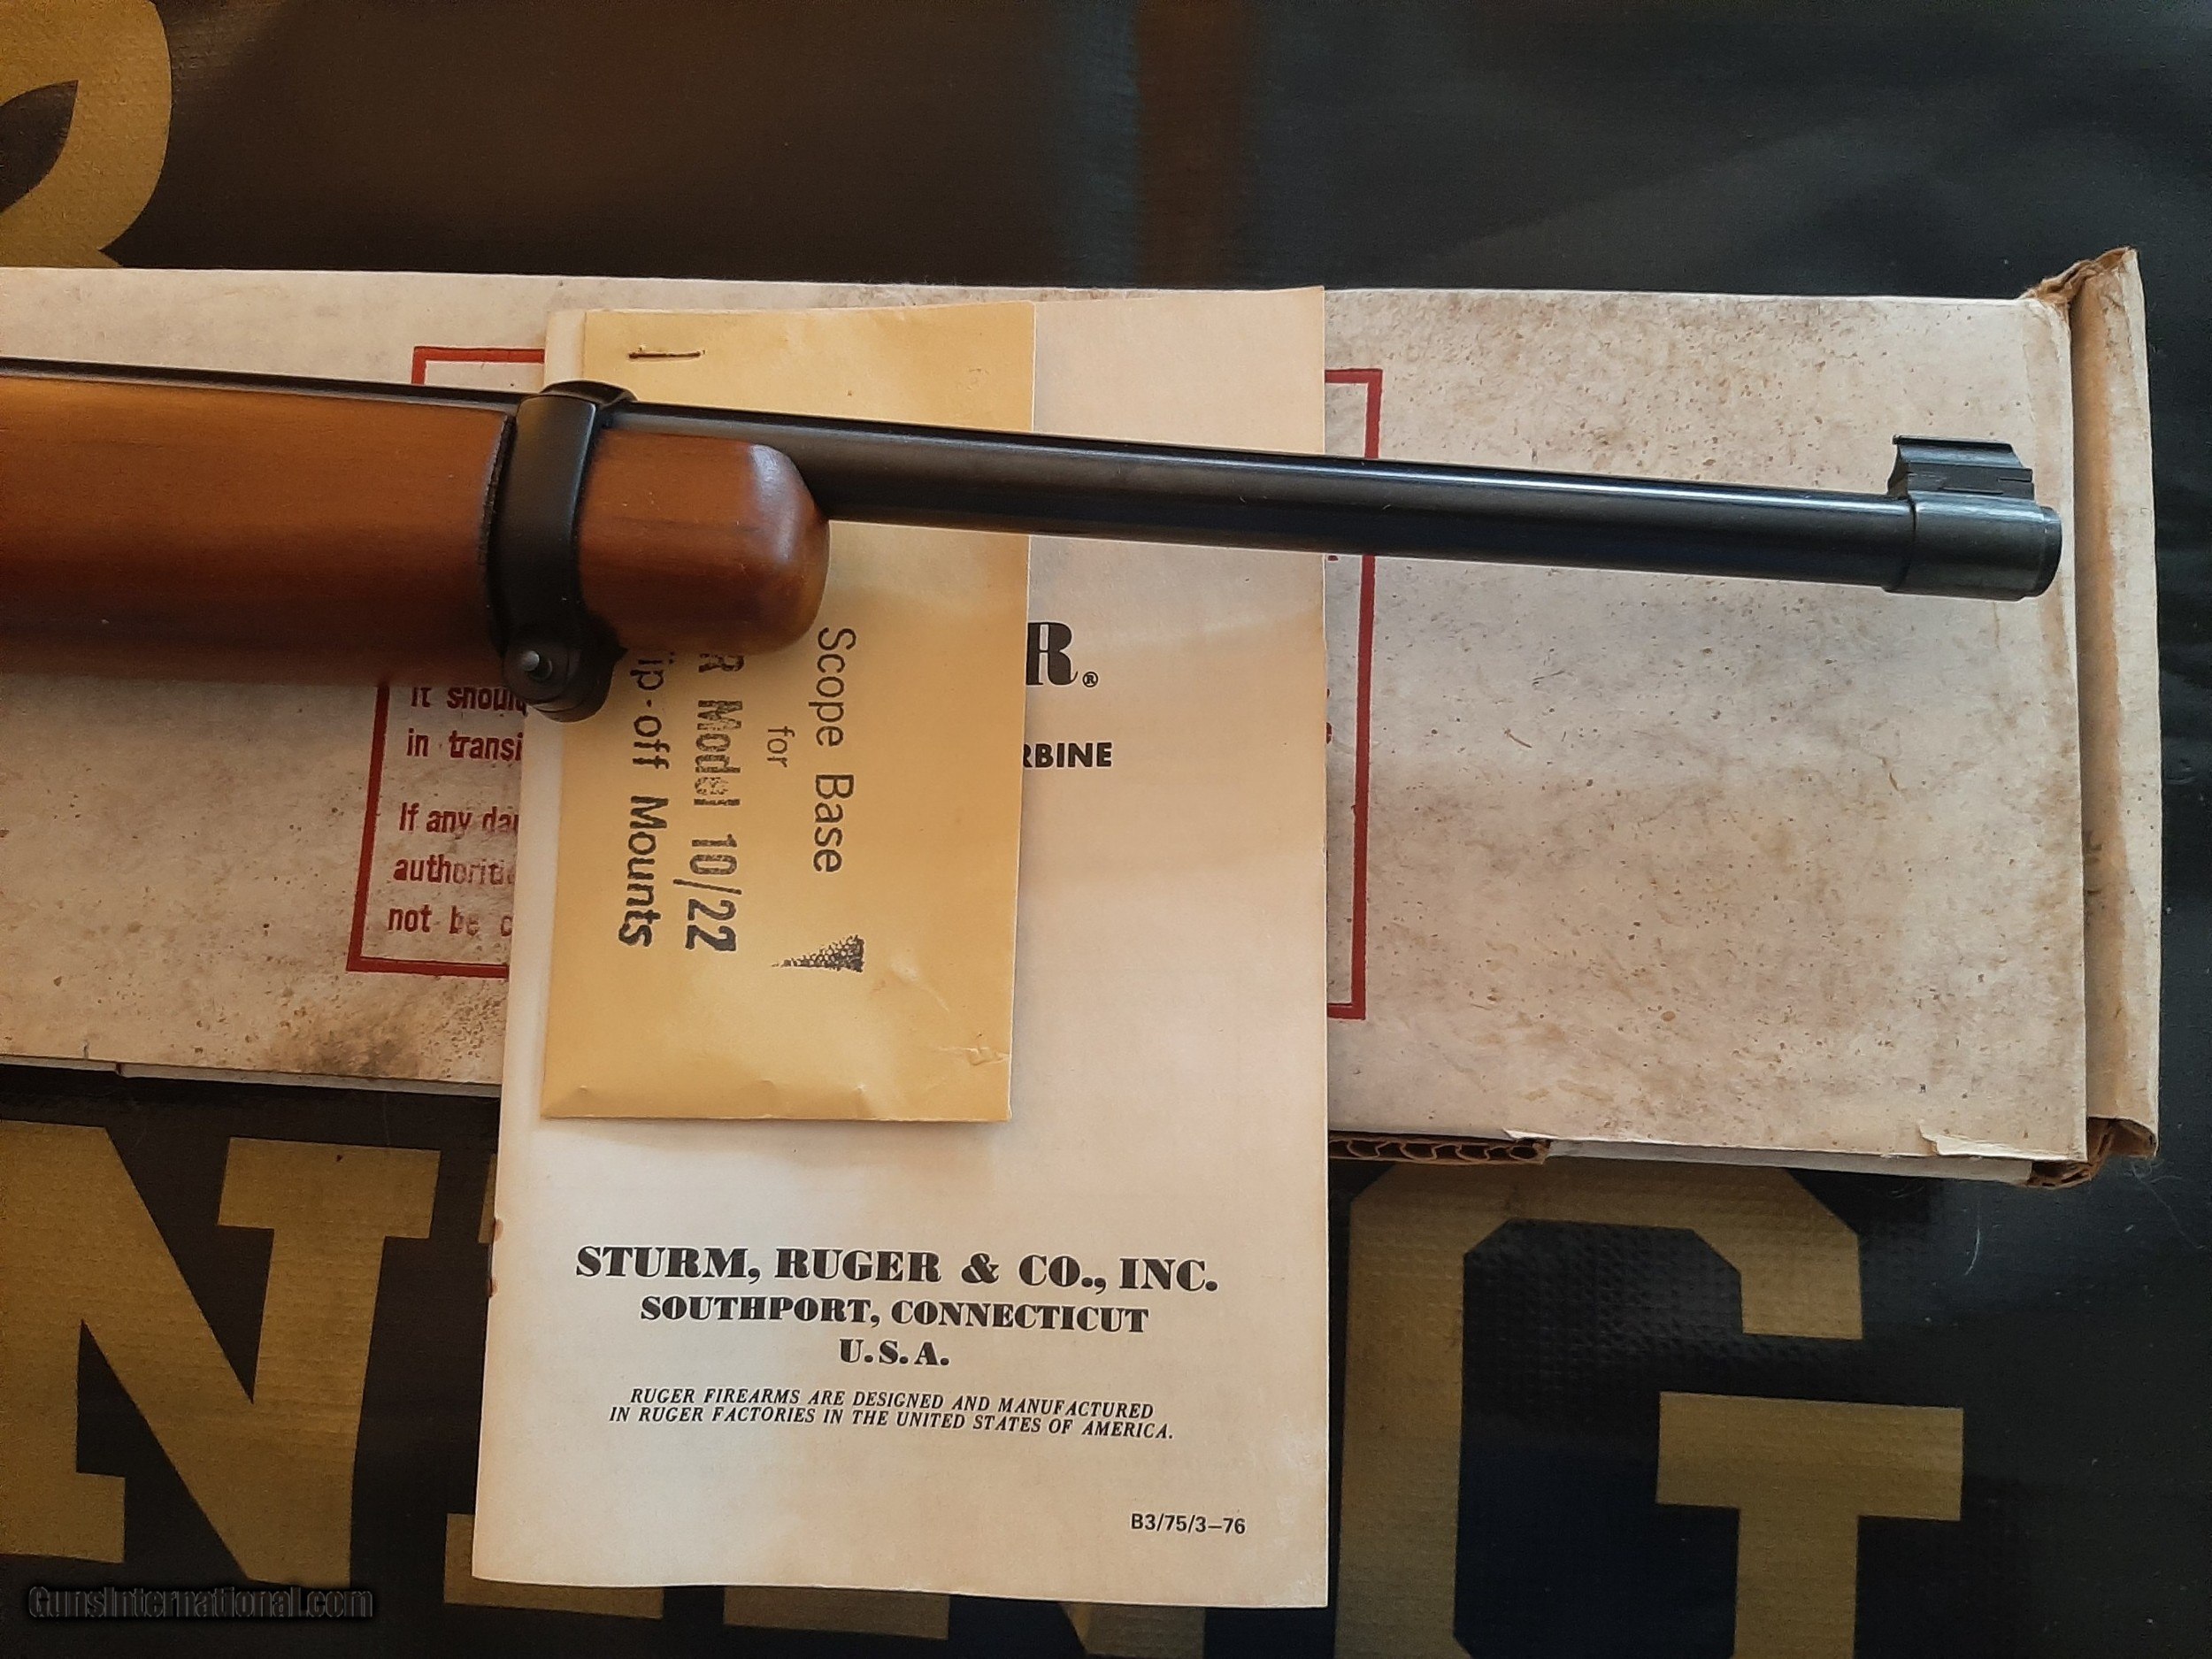 It should
in transi
If any da
authoriti
not be c
Scope Base
for
R Model 10/22
ip-off Mounts
R®
RBINE
STURM, RUGER & CO., INC.
SOUTHPORT, CONNECTICUT
U.S.A.
RUGER FIREARMS ARE DESIGNED AND MANUFACTURED
IN RUGER FACTORIES IN THE UNITED STATES OF AMERICA.
B3/75/3–76
NING
GunsInternational.com